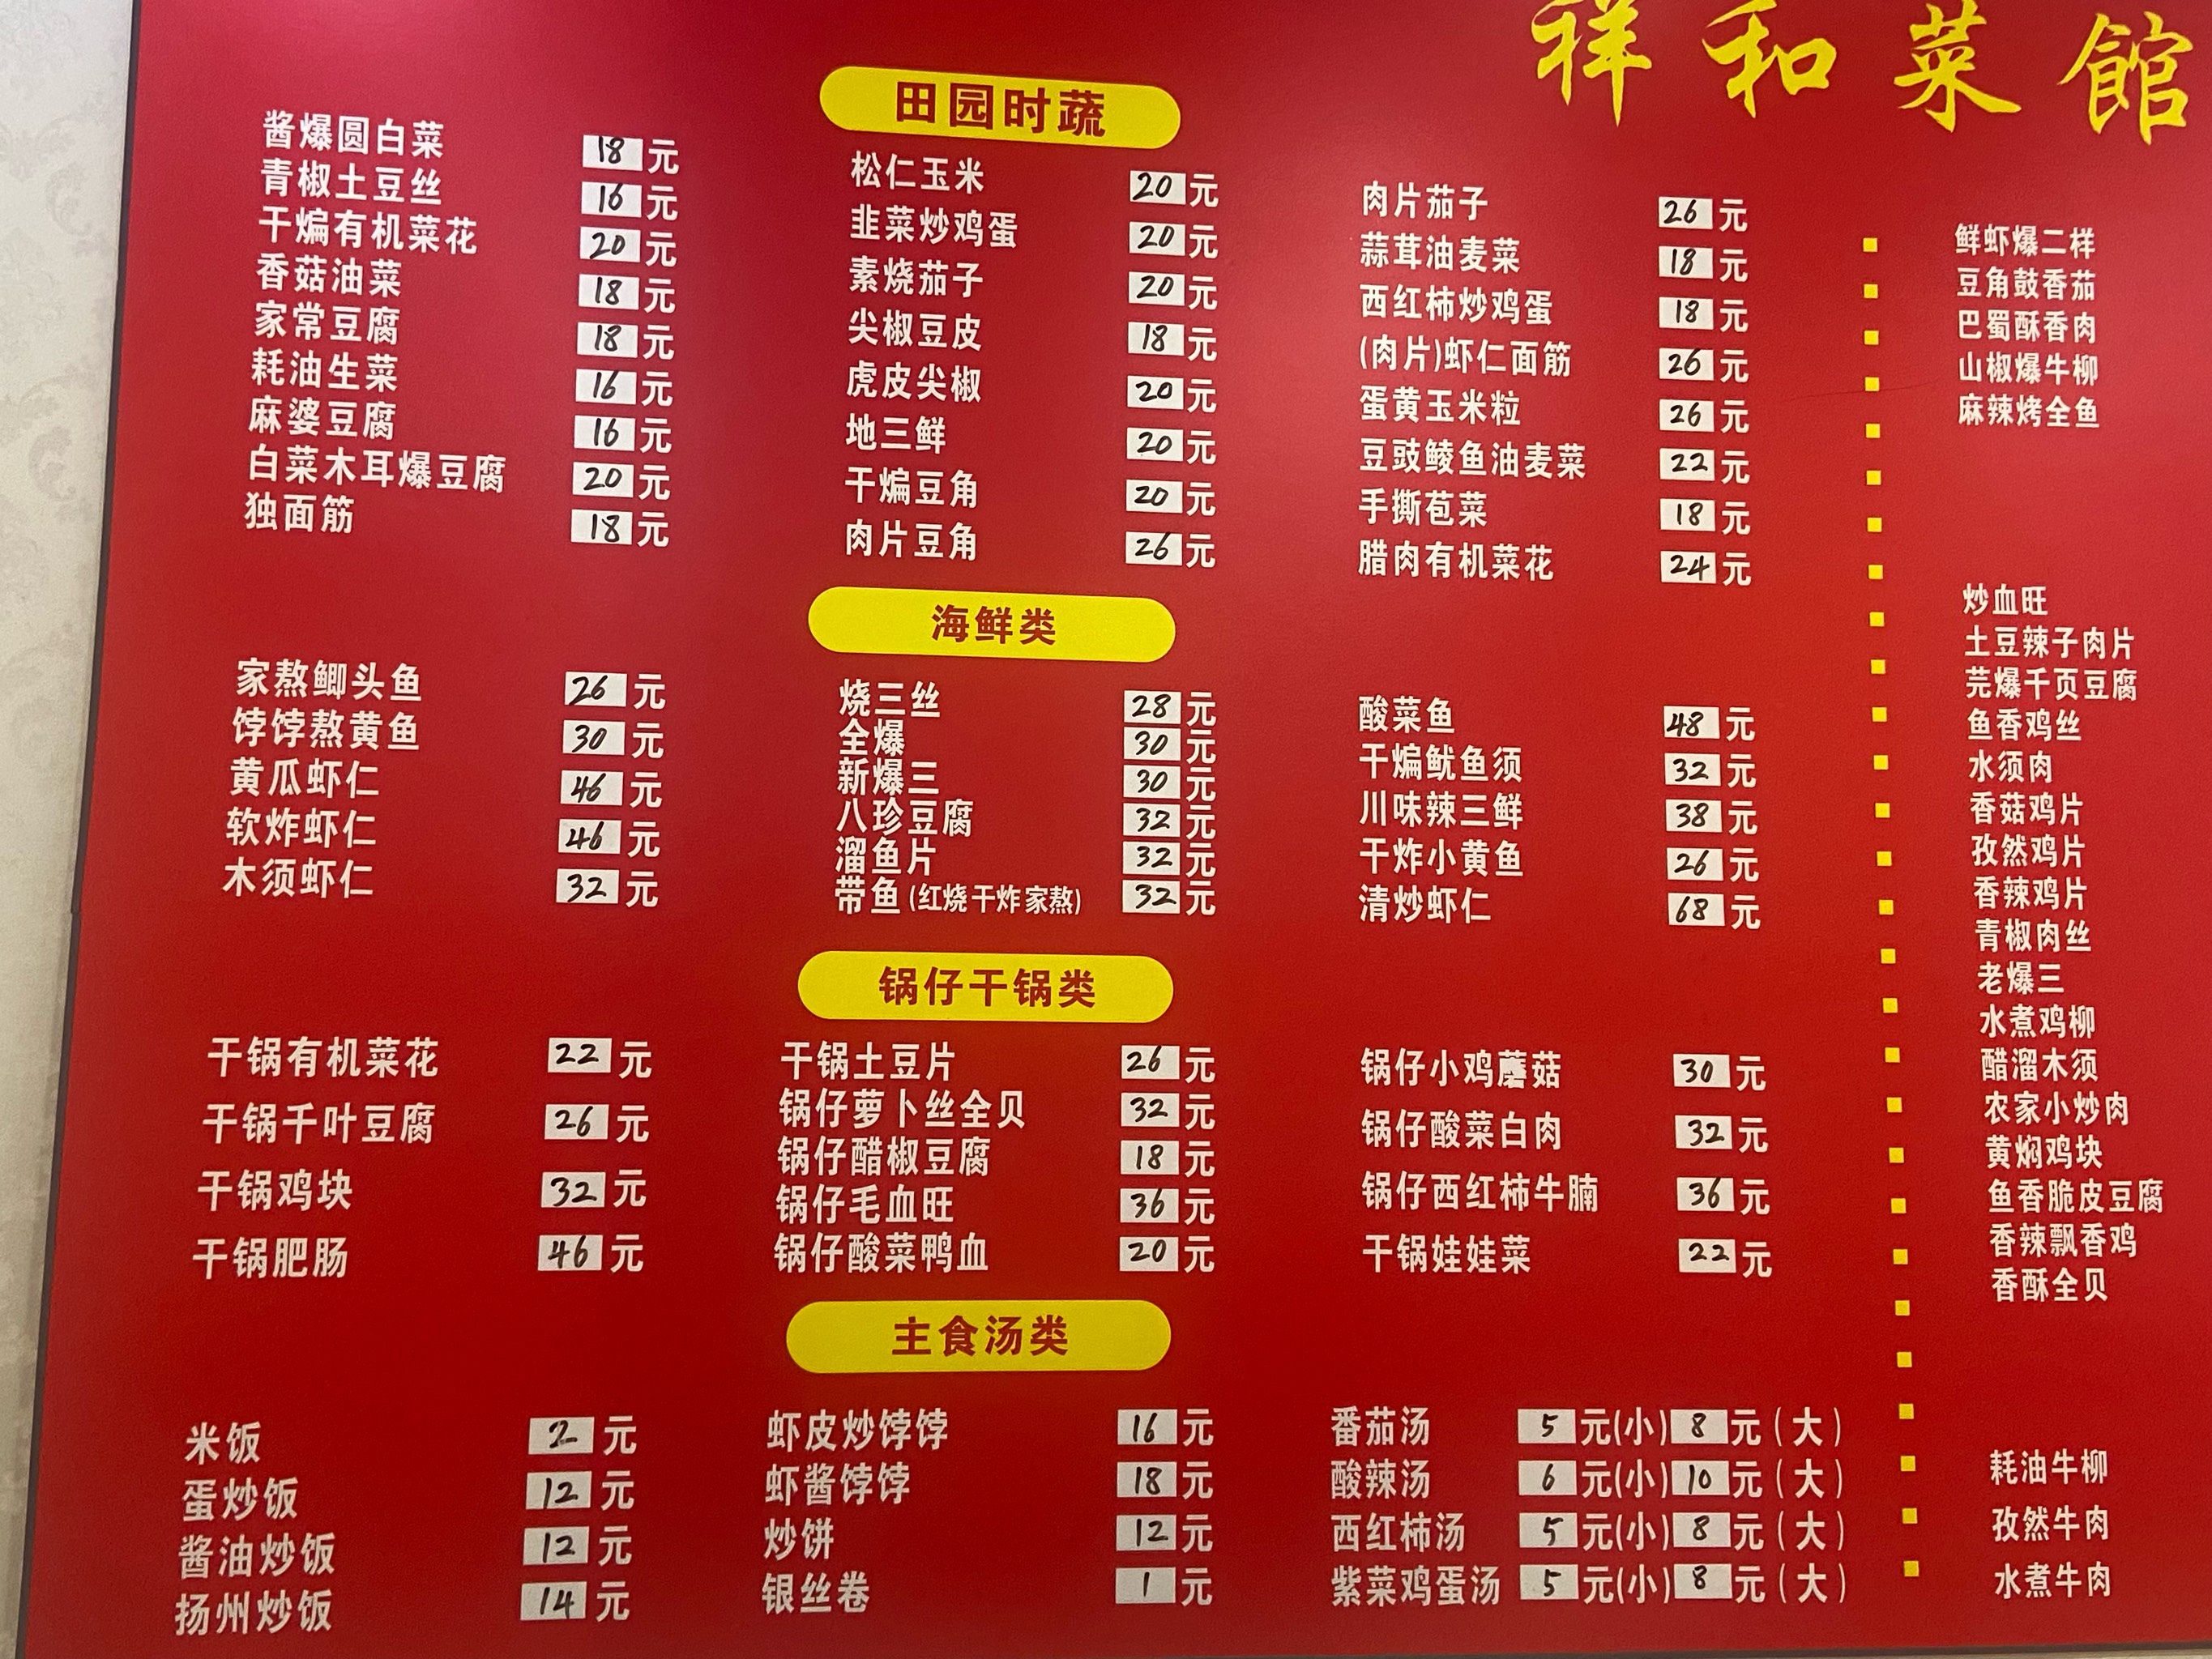 祥和菜館
田园时蔬
酱爆圆白菜 18元
青椒土豆丝 16元
干煸有机菜花 20元
香菇油菜 18元
家常豆腐 18元
耗油生菜 16元
麻婆豆腐 16元
白菜木耳爆豆腐 20元
独面筋 18元
松仁玉米 20元
韭菜炒鸡蛋 20元
素烧茄子 20元
尖椒豆皮 18元
虎皮尖椒 20元
地三鲜 20元
干煸豆角 20元
肉片豆角 26元
肉片茄子 26元
蒜茸油麦菜 18元
西红柿炒鸡蛋 18元
(肉片)虾仁面筋 26元
蛋黄玉米粒 26元
豆豉鲮鱼油麦菜 22元
手撕苞菜 18元
腊肉有机菜花 24元
海鲜类
家熬鲫头鱼 26元
饽饽熬黄鱼 30元
黄瓜虾仁 46元
软炸虾仁 46元
木须虾仁 32元
烧三丝 28元
全爆 30元
新爆三 30元
八珍豆腐 32元
溜鱼片 32元
带鱼(红烧干炸家熬) 32元
酸菜鱼 48元
干煸鱿鱼须 32元
川味辣三鲜 38元
干炸小黄鱼 26元
清炒虾仁 68元
锅仔干锅类
干锅有机菜花 22元
干锅千叶豆腐 26元
干锅鸡块 32元
干锅肥肠 46元
干锅土豆片 26元
锅仔萝卜丝全贝 32元
锅仔醋椒豆腐 18元
锅仔毛血旺 36元
锅仔酸菜鸭血 20元
锅仔小鸡蘑菇 30元
锅仔酸菜白肉 32元
锅仔西红柿牛腩 36元
干锅娃娃菜 22元
主食汤类
米饭 2元
蛋炒饭 12元
酱油炒饭 12元
扬州炒饭 14元
虾皮炒饽饽 16元
虾酱饽饽 18元
炒饼 12元
银丝卷 1元
番茄汤 5元(小) 8元(大)
酸辣汤 6元(小) 10元(大)
西红柿汤 5元(小) 8元(大)
紫菜鸡蛋汤 5元(小) 8元(大)
鲜虾爆二样
豆角鼓香茄
巴蜀酥香肉
山椒爆牛柳
麻辣烤全鱼
炒血旺
土豆辣子肉片
芫爆千页豆腐
鱼香鸡丝
水须肉
香菇鸡片
孜然鸡片
香辣鸡片
青椒肉丝
老爆三
水煮鸡柳
醋溜木须
农家小炒肉
黄焖鸡块
鱼香脆皮豆腐
香辣飘香鸡
香酥全贝
耗油牛柳
孜然牛肉
水煮牛肉